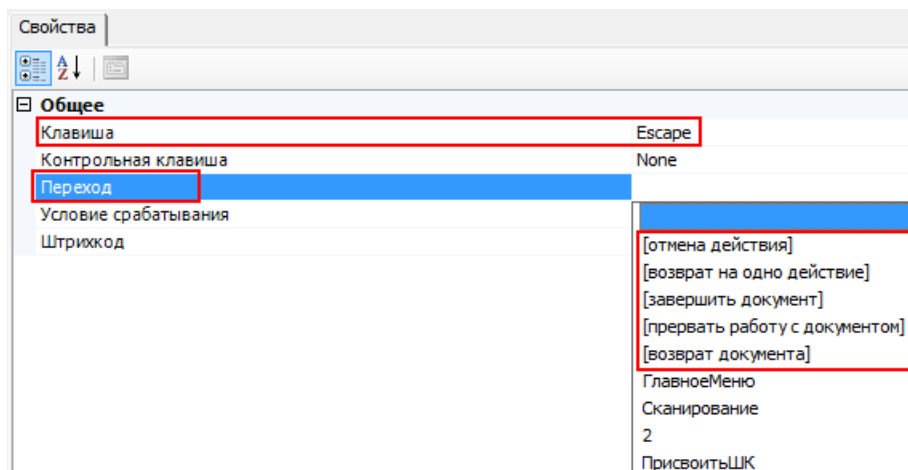 Свойства
Общее
Клавиша Escape
Контрольная клавиша None
Переход
Условие срабатывания
Штрихкод
[отмена действия]
[возврат на одно действие]
[завершить документ]
[прервать работу с документом]
[возврат документа]
ГлавноеМеню
Сканирование
2
ПрисвоитьШК